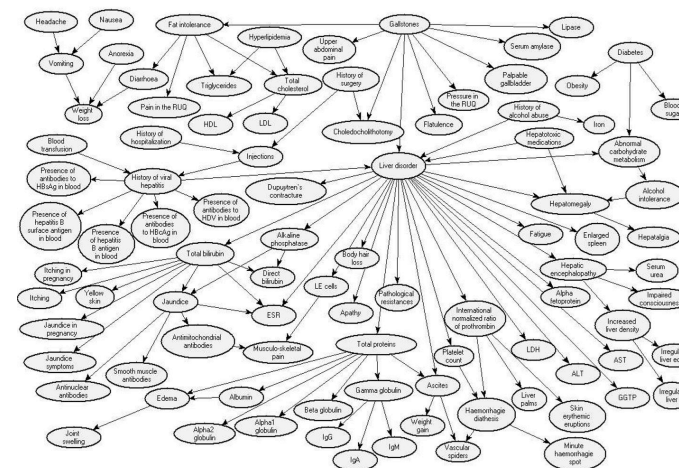 Headache
Nausea
Fat intolerance
Gallstones
Lipase
Vomiting
Anorexia
Hyperlipidemia
Upper
abdominal
pain
Serum amylase
Diabetes
Diarrhoea
Triglycerides
Total
cholesterol
History of
surgery
Palpable
gallbladder
Obesity
Blood
sugar
Weight
loss
Pain in the RUQ
HDL
LDL
Flatulence
Pressure in
the RUQ
History of
alcohol abuse
Iron
Choledocholithotomy
History of
hospitalization
Hepatotoxic
medications
Blood
transfusion
Injections
Liver disorder
Abnormal
carbohydrate
metabolism
Presence of
antibodies to
HBsAg in blood
History of viral
hepatitis
Dupuytren's
contracture
Presence of
antibodies to
HDV in blood
Hepatomegaly
Alcohol
intolerance
Presence of
hepatitis B
surface antigen
in blood
Presence
of hepatitis
B antigen
in blood
Presence of
antibodies
to HBcAg in
blood
Alkaline
phosphatase
Fatigue
Enlarged
spleen
Hepatalgia
Total bilirubin
Body hair
loss
Hepatic
encephalopathy
Serum urea
Itching in
pregnancy
Direct
bilirubin
LE cells
Pathological
resistances
Impaired
consciousness
Itching
Yellow
skin
Jaundice
ESR
Apathy
International
normalized ratio
of prothrombin
Alpha
fetoprotein
Increased
liver density
Jaundice in
pregnancy
Antimitochondrial
antibodies
Musculo-skeletal
pain
Total proteins
Platelet
count
LDH
AST
Irregular
liver ed
Jaundice
symptoms
Smooth muscle
antibodies
ALT
GGTP
Irregula
liver
Antinuclear
antibodies
Edema
Albumin
Gamma globulin
Ascites
Liver
palms
Beta globulin
Haemorrhagie
diathesis
Skin
erythemic
eruptions
Joint
swelling
Alpha2
globulin
Alpha1
globulin
IgG
IgM
IgA
Weight
gain
Vascular
spiders
Minute
haemorrhagie
spot